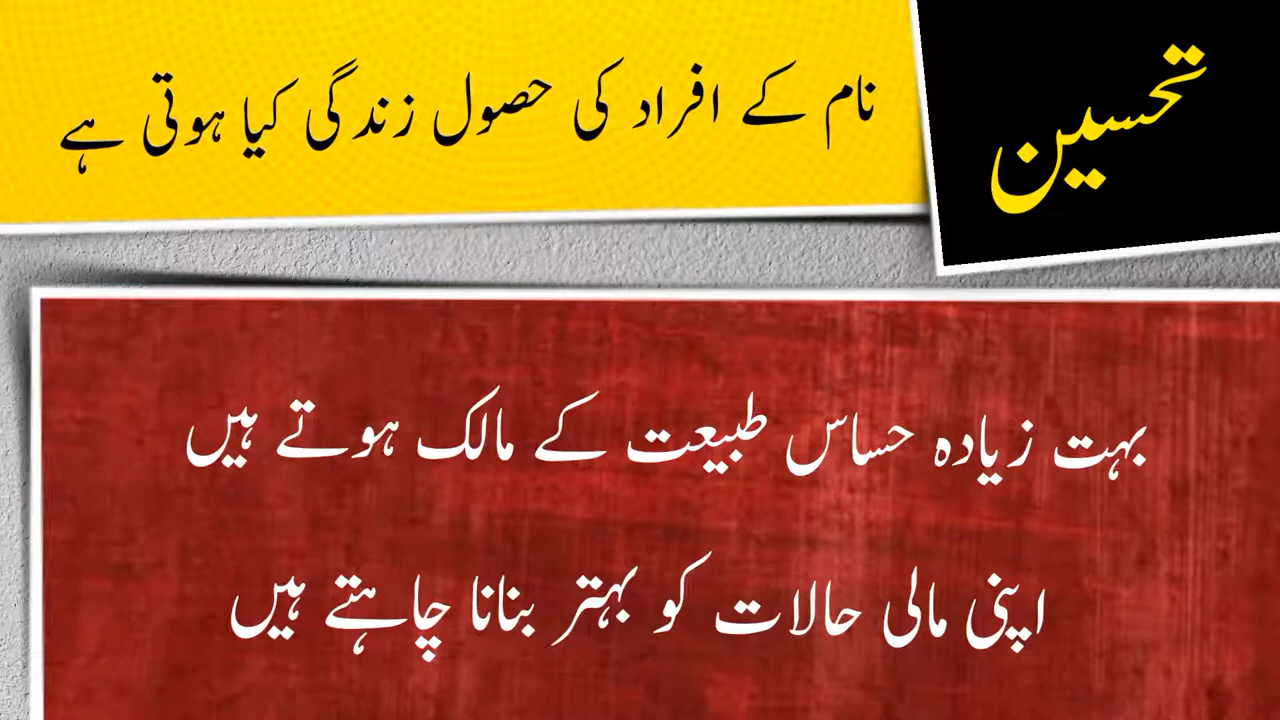 تحسین
نام کے افراد کی حصول زندگی کیا ہوتی ہے
بہت زیادہ حساس طبیعت کے مالک ہوتے ہیں
اپنی مالی حالات کو بہتر بنانا چاہتے ہیں